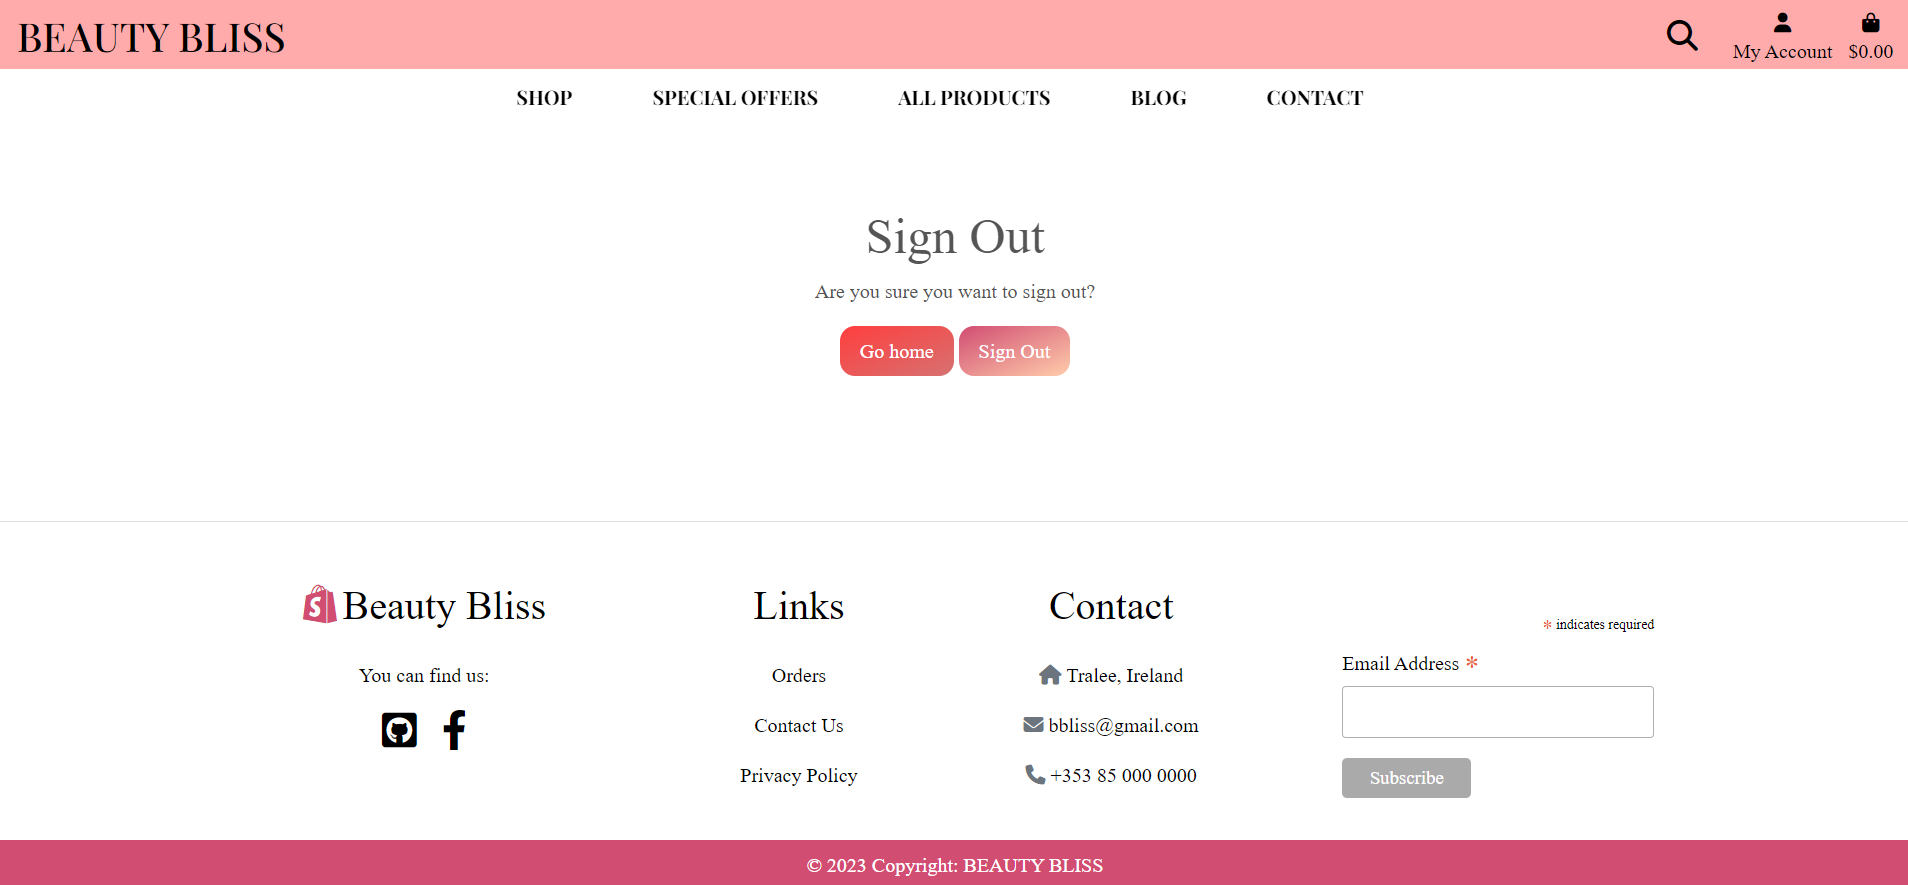 BEAUTY BLISS
My Account
$0.00
SHOP
SPECIAL OFFERS
ALL PRODUCTS
BLOG
CONTACT
Sign Out
Are you sure you want to sign out?
Go home
Sign Out
S
Beauty Bliss
You can find us:
Links
Orders
Contact Us
Privacy Policy
Contact
Tralee, Ireland
bbliss@gmail.com
+353 85 000 0000
* indicates required
Email Address *
Subscribe
© 2023 Copyright: BEAUTY BLISS